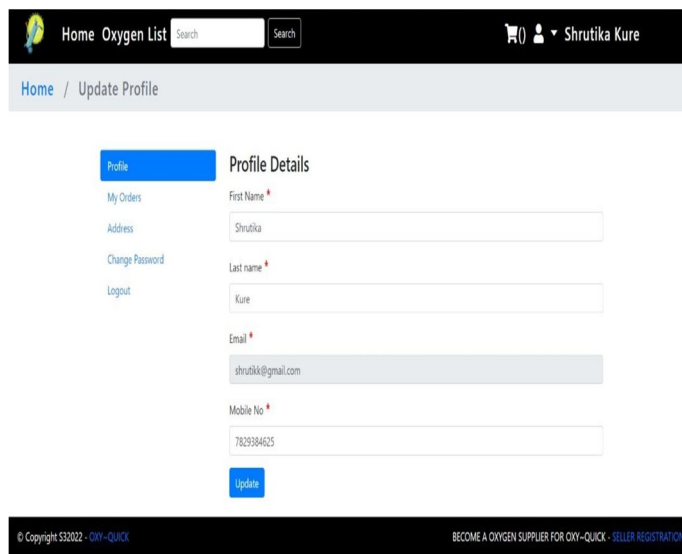 Home Oxygen List Search Search () Shrutika Kure
Home / Update Profile
Profile
My Orders
Address
Change Password
Logout
Profile Details
First Name *
Shrutika
Last name *
Kure
Email *
shrutikk@gmail.com
Mobile No *
7829384625
Update
© Copyright S32022 - OXY-QUICK BECOME A OXYGEN SUPPLIER FOR OXY-QUICK - SELLER REGISTRATION